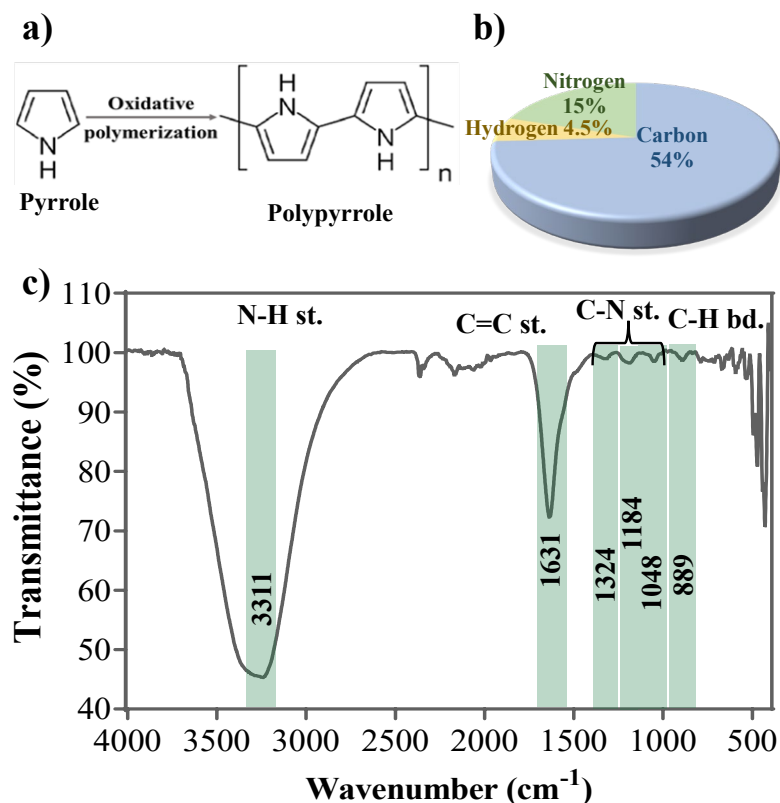 a)
H
N
N
H
Oxidative
polymerization
N
H
n
Pyrrole
Polypyrrole
b)
Nitrogen
15%
Hydrogen 4.5%
Carbon
54%
c)
N-H st.
C=C st.
C-N st.
C-H bd.
Transmittance (%)
110
100
90
80
70
60
50
40
3311
1631
1324
1184
1048
889
4000
3500
3000
2500
2000
1500
1000
500
Wavenumber (cm⁻¹)